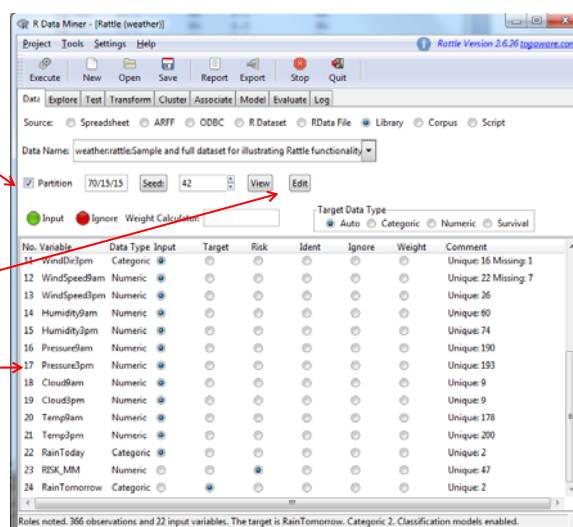 R Data Miner - [Rattle (weather)]
Project Tools Settings Help
Rattle Version 2.6.26 togaware.com
Execute New Open Save Report Export Stop Quit
Data Explore Test Transform Cluster Associate Model Evaluate Log
Source: Spreadsheet ARFF ODBC R Dataset RData File Library Corpus Script
Data Name: weather:rattle:Sample and full dataset for illustrating Rattle functionality
Partition 70/15/15 Seed: 42 View Edit
Input Ignore Weight Calculator: Target Data Type
Auto Categoric Numeric Survival
No. Variable Data Type Input Target Risk Ident Ignore Weight Comment
11 WindDir3pm Categoric Unique: 16 Missing: 1
12 WindSpeed9am Numeric Unique: 22 Missing: 7
13 WindSpeed3pm Numeric Unique: 26
14 Humidity9am Numeric Unique: 60
15 Humidity3pm Numeric Unique: 74
16 Pressure9am Numeric Unique: 190
17 Pressure3pm Numeric Unique: 193
18 Cloud9am Numeric Unique: 9
19 Cloud3pm Numeric Unique: 9
20 Temp9am Numeric Unique: 178
21 Temp3pm Numeric Unique: 200
22 RainToday Categoric Unique: 2
23 RISK_MM Numeric Unique: 47
24 RainTomorrow Categoric Unique: 2
Roles noted. 366 observations and 22 input variables. The target is RainTomorrow. Categoric 2. Classification models enabled.